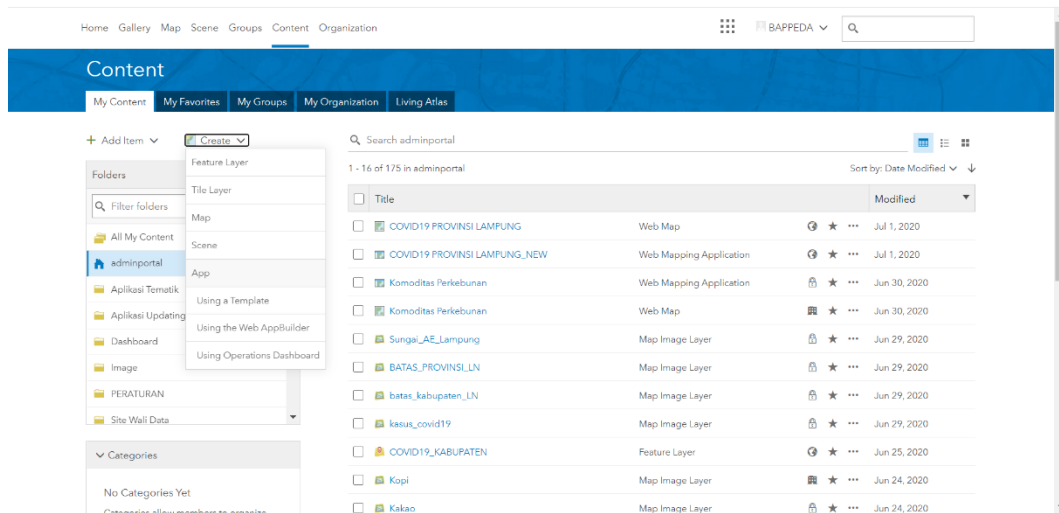 Home Gallery Map Scene Groups Content Organization
BAPPEDA
Content
My Content My Favorites My Groups My Organization Living Atlas
+ Add Item
Create
Search adminportal
Feature Layer
Tile Layer
Map
Scene
App
Using a Template
Using the Web AppBuilder
Using Operations Dashboard
Folders
Filter folders
All My Content
adminportal
Aplikasi Tematik
Aplikasi Updating
Dashboard
Image
PERATURAN
Site Wali Data
Categories
No Categories Yet
Categories allow members to organize
1 - 16 of 175 in adminportal
Sort by: Date Modified
Title Modified
COVID19 PROVINSI LAMPUNG Web Map Jul 1, 2020
COVID19 PROVINSI LAMPUNG_NEW Web Mapping Application Jul 1, 2020
Komoditas Perkebunan Web Mapping Application Jun 30, 2020
Komoditas Perkebunan Web Map Jun 30, 2020
Sungai_AE_Lampung Map Image Layer Jun 29, 2020
BATAS_PROVINSI_LN Map Image Layer Jun 29, 2020
batas_kabupaten_LN Map Image Layer Jun 29, 2020
kasus_covid19 Map Image Layer Jun 29, 2020
COVID19_KABUPATEN Feature Layer Jun 25, 2020
Kopi Map Image Layer Jun 24, 2020
Kakao Map Image Layer Jun 24, 2020